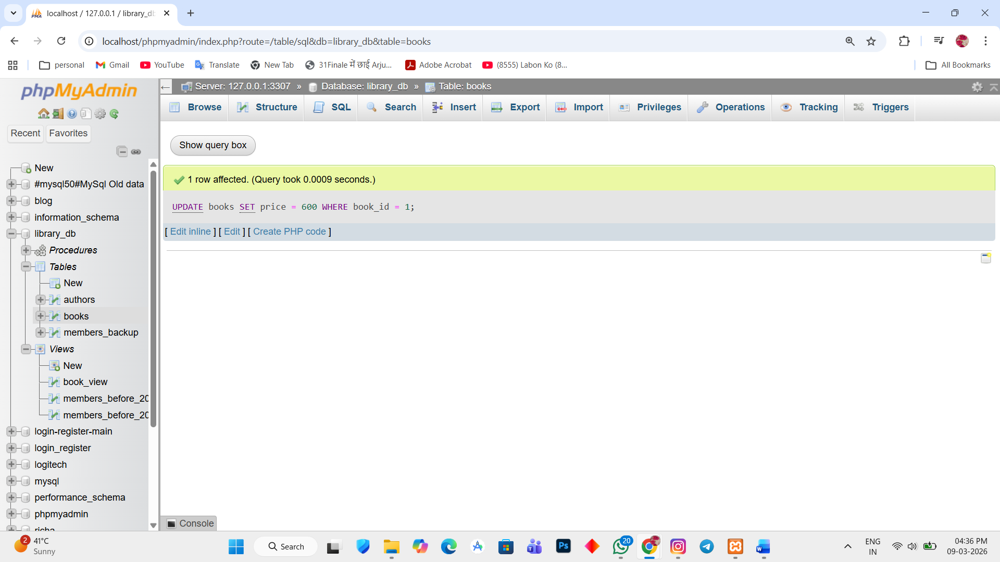 localhost / 127.0.0.1 / library_db
localhost/phpmyadmin/index.php?route=/table/sql&db=library_db&table=books
personal
Gmail
YouTube
Translate
New Tab
31Finale में छाई Arju...
Adobe Acrobat
(8555) Labon Ko (8...
All Bookmarks
phpMyAdmin
Server: 127.0.0.1:3307 » Database: library_db » Table: books
Browse
Structure
SQL
Search
Insert
Export
Import
Privileges
Operations
Tracking
Triggers
Recent
Favorites
New
#mysql50#MySql Old data
blog
information_schema
library_db
Procedures
Tables
New
authors
books
members_backup
Views
New
book_view
members_before_20
members_before_20
login-register-main
login_register
logitech
mysql
performance_schema
phpmyadmin
richa
Show query box
1 row affected. (Query took 0.0009 seconds.)
UPDATE books SET price = 600 WHERE book_id = 1;
[ Edit inline ] [ Edit ] [ Create PHP code ]
Console
2
41°C
Sunny
Search
Ps
20
ENG
IN
04:36 PM
09-03-2026